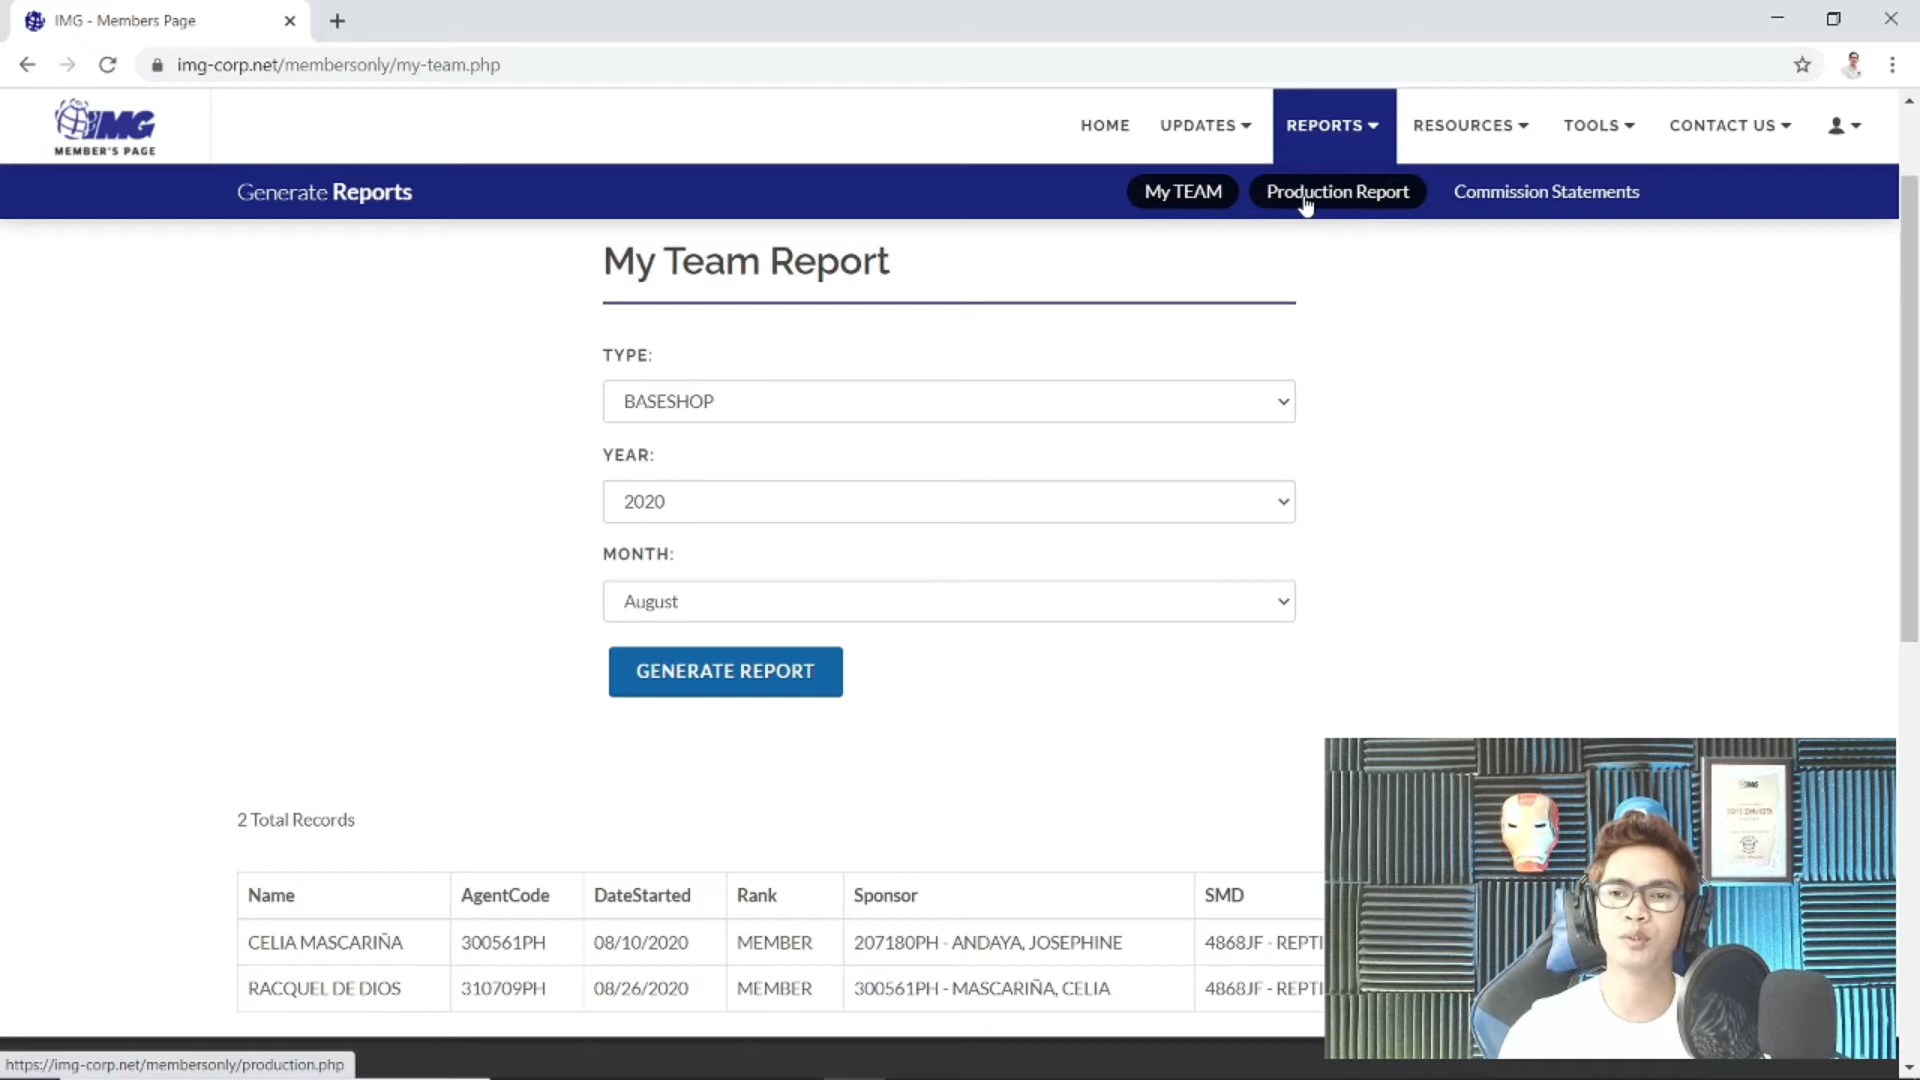 IMG - Members Page
img-corp.net/membersonly/my-team.php
IMG
MEMBER'S PAGE
HOME UPDATES REPORTS RESOURCES TOOLS CONTACT US
Generate Reports My TEAM Production Report Commission Statements
My Team Report
TYPE:
BASESHOP
YEAR:
2020
MONTH:
August
GENERATE REPORT
2 Total Records
Name AgentCode DateStarted Rank Sponsor SMD
CELIA MASCARIÑA 300561PH 08/10/2020 MEMBER 207180PH - ANDAYA, JOSEPHINE 4868JF - REPTI
RACQUEL DE DIOS 310709PH 08/26/2020 MEMBER 300561PH - MASCARIÑA, CELIA 4868JF - REPTI
IMG
https://img-corp.net/membersonly/production.php